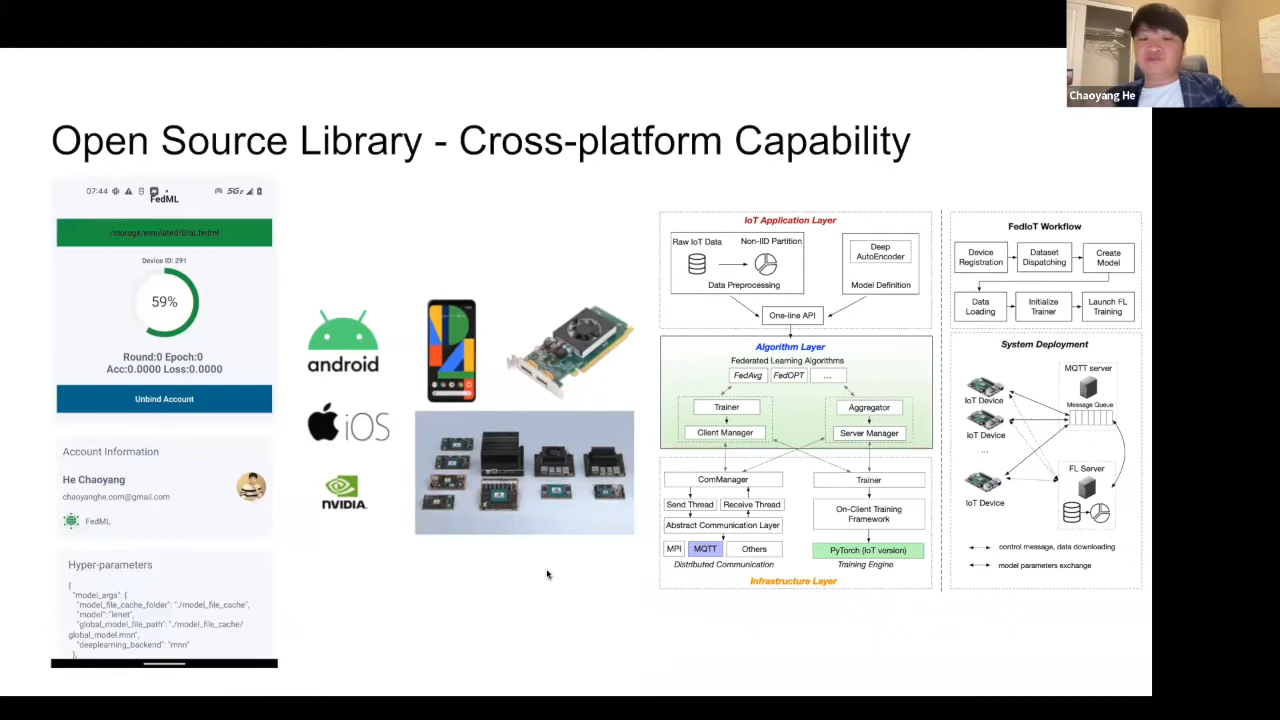 Chaoyang He
Open Source Library - Cross-platform Capability
07:44
5G
FedML
/storage/emulated/0/ai.fedml
Device ID: 291
59%
Round:0 Epoch:0
Acc:0.0000 Loss:0.0000
Unbind Account
Account Information
He Chaoyang
chaoyanghe.com@gmail.com
FedML
Hyper-parameters
{
"model_args": {
"model_file_cache_folder": "./model_file_cache",
"model": "lenet",
"global_model_file_path": "./model_file_cache/
global_model.mnn",
"deeplearning_backend": "mnn"
},
android
iOS
NVIDIA.
IoT Application Layer
Raw IoT Data
Non-IID Partition
Data Preprocessing
Deep
AutoEncoder
Model Definition
One-line API
Algorithm Layer
Federated Learning Algorithms
FedAvg
FedOPT
...
Trainer
Client Manager
Aggregator
Server Manager
ComManager
Send Thread
Receive Thread
Abstract Communication Layer
MPI
MQTT
Others
Distributed Communication
Trainer
On-Client Training
Framework
PyTorch (IoT version)
Training Engine
Infrastructure Layer
FedIoT Workflow
Device
Registration
Dataset
Dispatching
Create
Model
Data
Loading
Initialize
Trainer
Launch FL
Training
System Deployment
IoT Device
IoT Device
...
IoT Device
MQTT server
Message Queue
FL Server
control message, data downloading
model parameters exchange